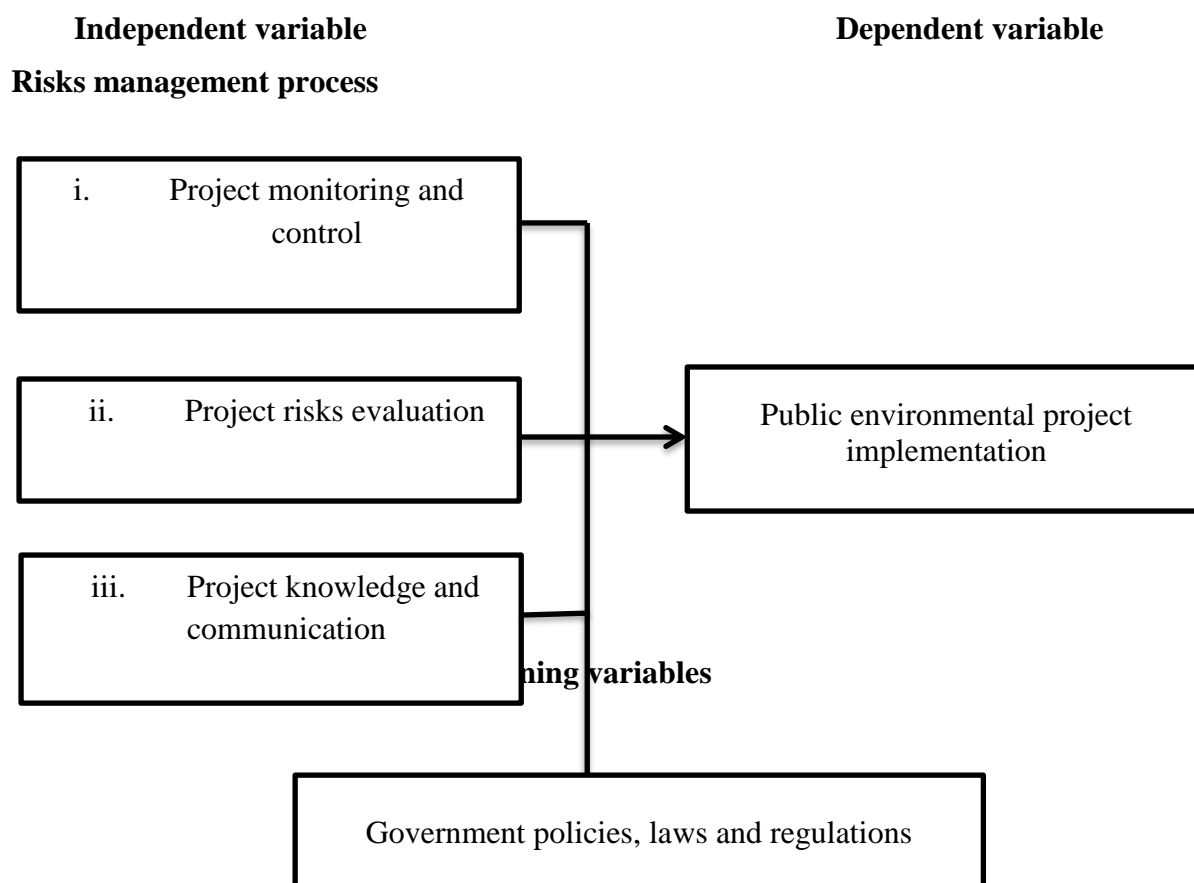 Independent variable
Dependent variable
Risks management process
i. Project monitoring and
control
ii. Project risks evaluation
Public environmental project
implementation
iii. Project knowledge and
communication
variables
Government policies, laws and regulations